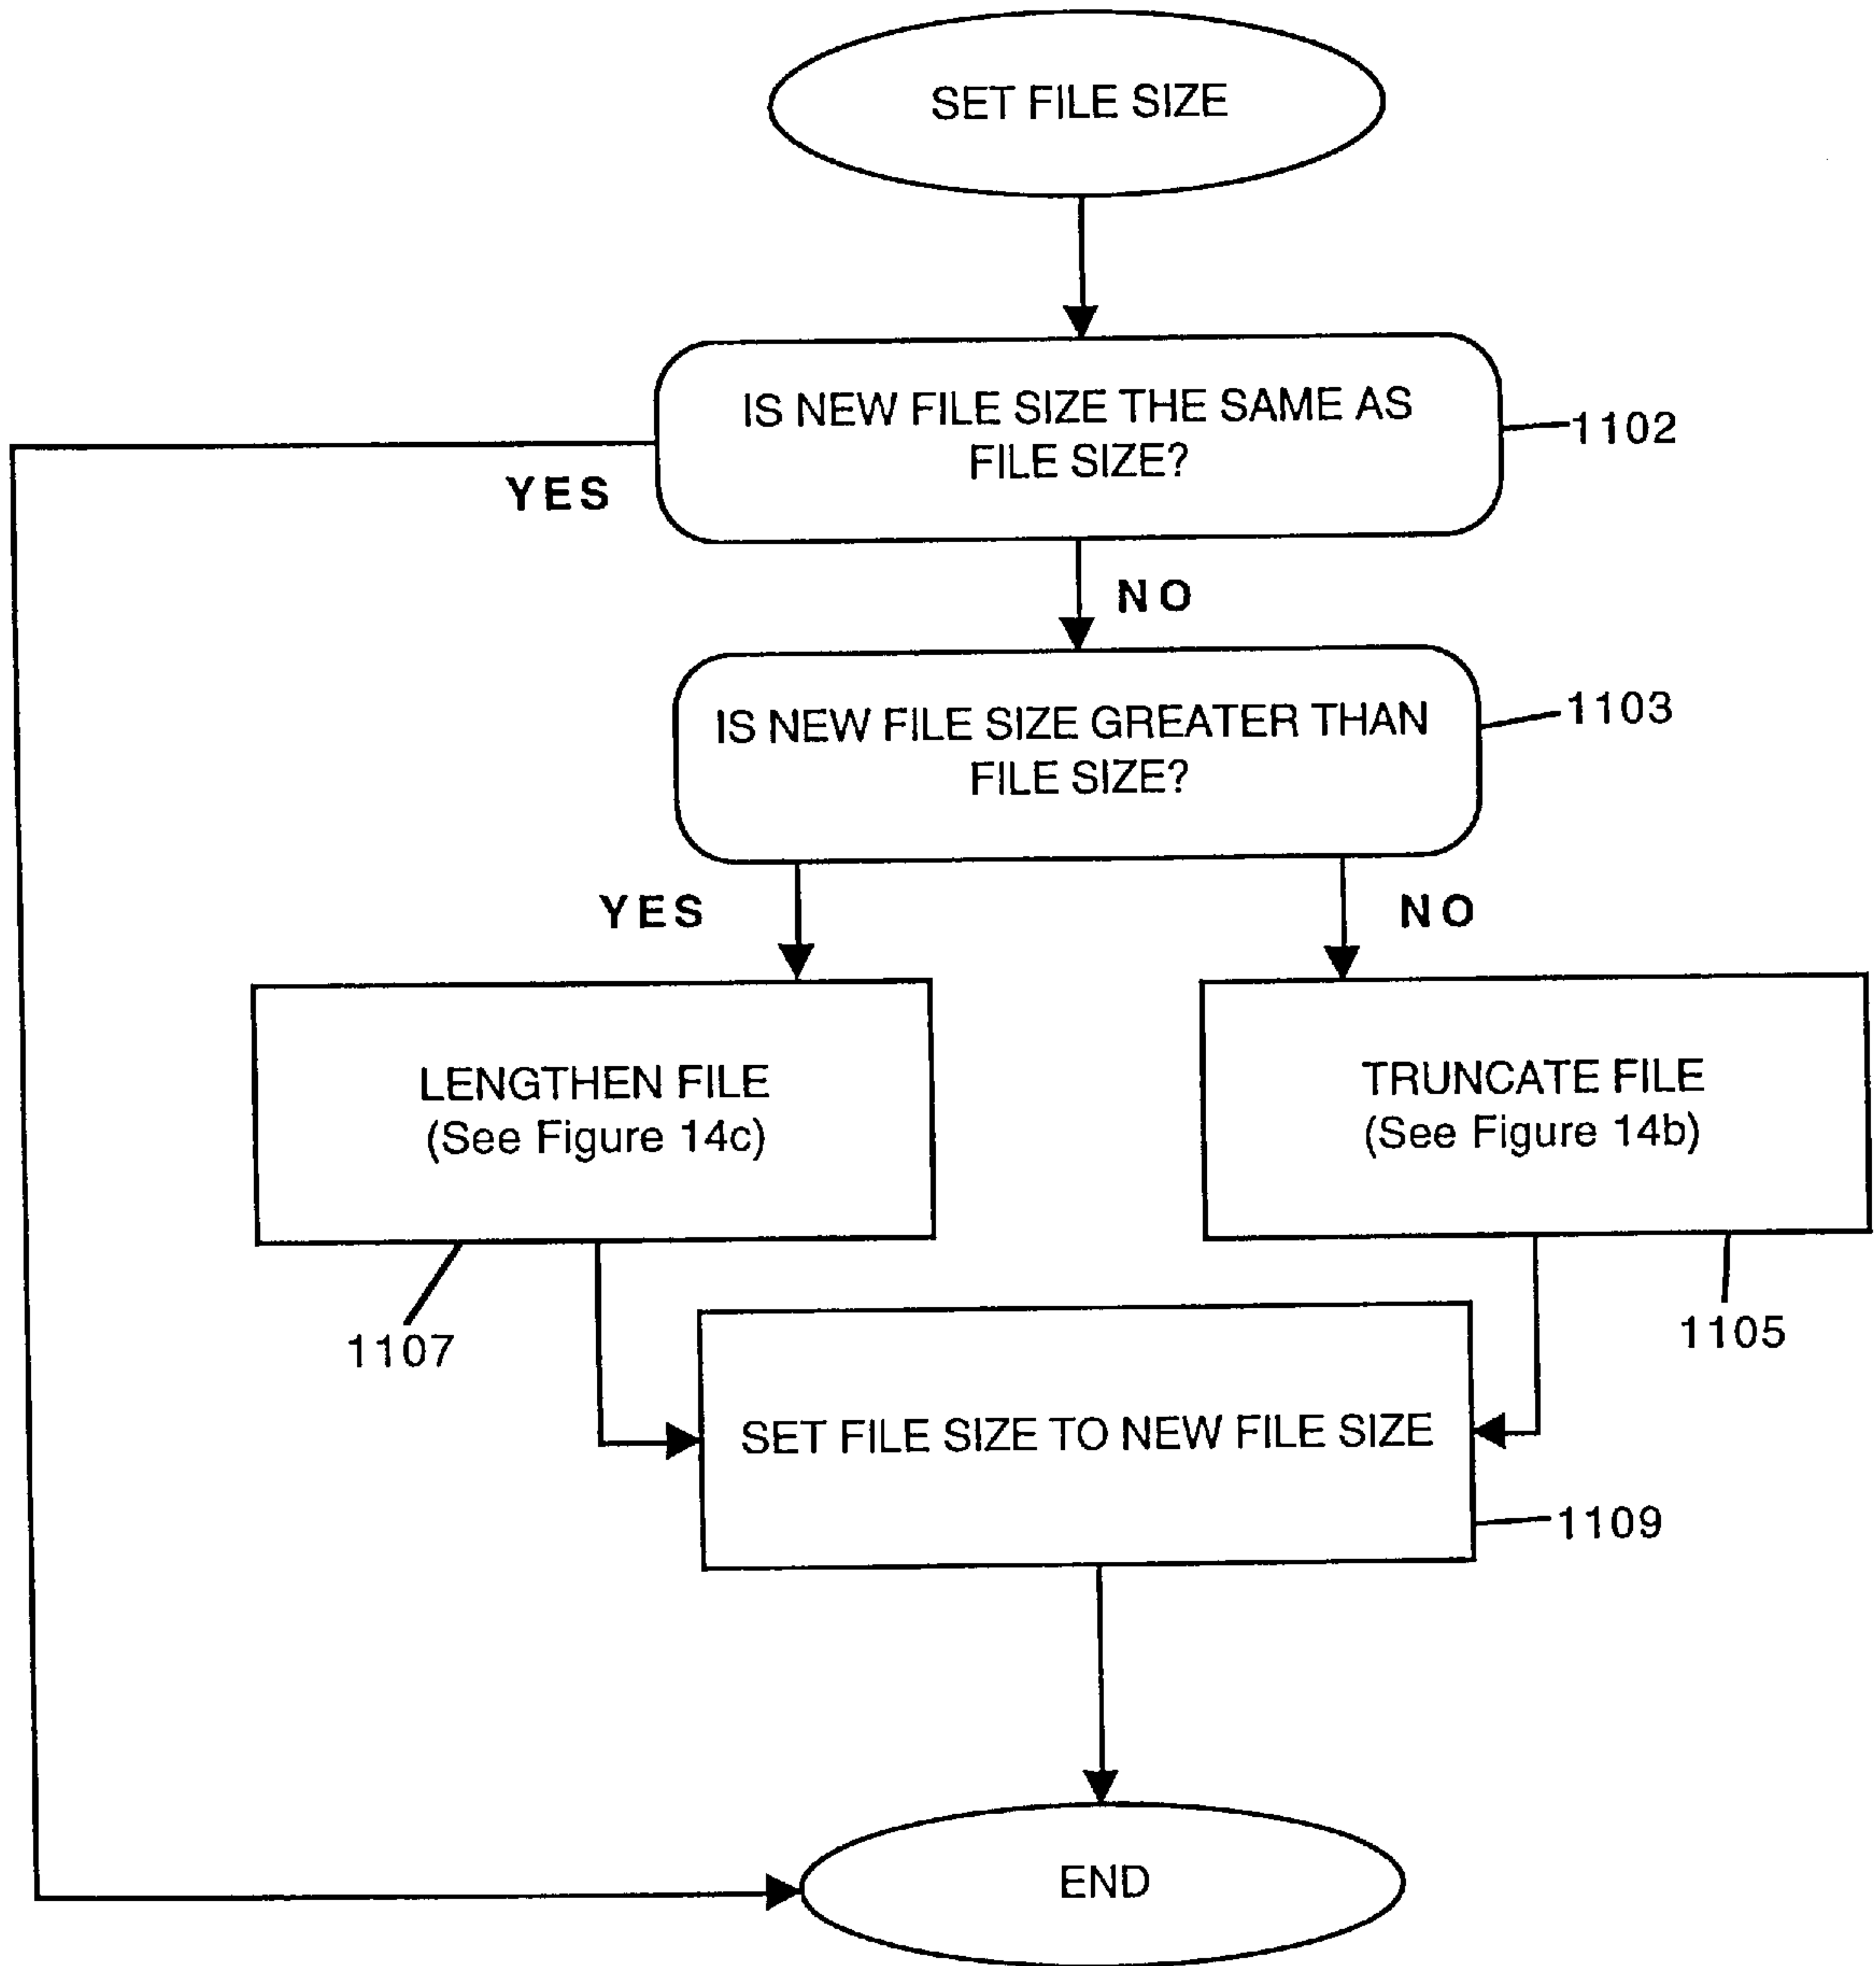 SET FILE SIZE
IS NEW FILE SIZE THE SAME AS
FILE SIZE?
1102
YES
NO
IS NEW FILE SIZE GREATER THAN
FILE SIZE?
1103
YES
NO
LENGTHEN FILE
(See Figure 14c)
TRUNCATE FILE
(See Figure 14b)
1107
1105
SET FILE SIZE TO NEW FILE SIZE
1109
END